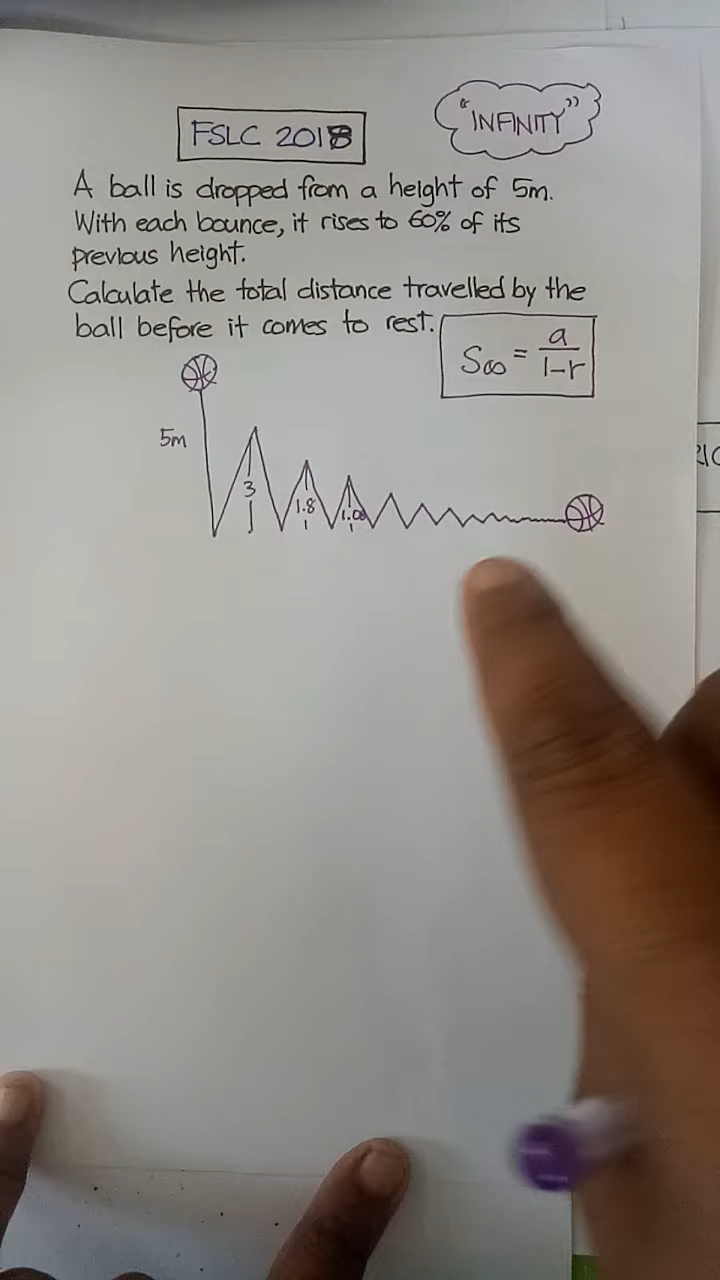 FSLC 2018
"INFINITY"
A ball is dropped from a height of 5m.
With each bounce, it rises to 60% of its
previous height.
Calculate the total distance travelled by the
ball before it comes to rest.
S∞ = a/1-r
5m
3
1.8
1.08